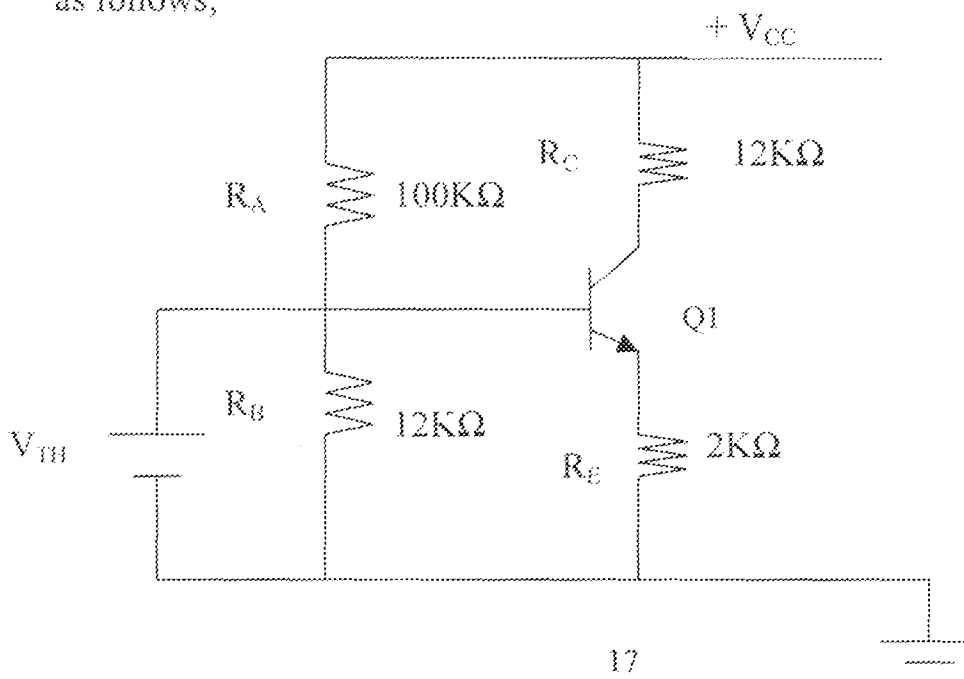 as follows,
+ V_CC
R_C 12KΩ
R_A 100KΩ
Q1
R_B 12KΩ
V_TH
R_E 2KΩ
17